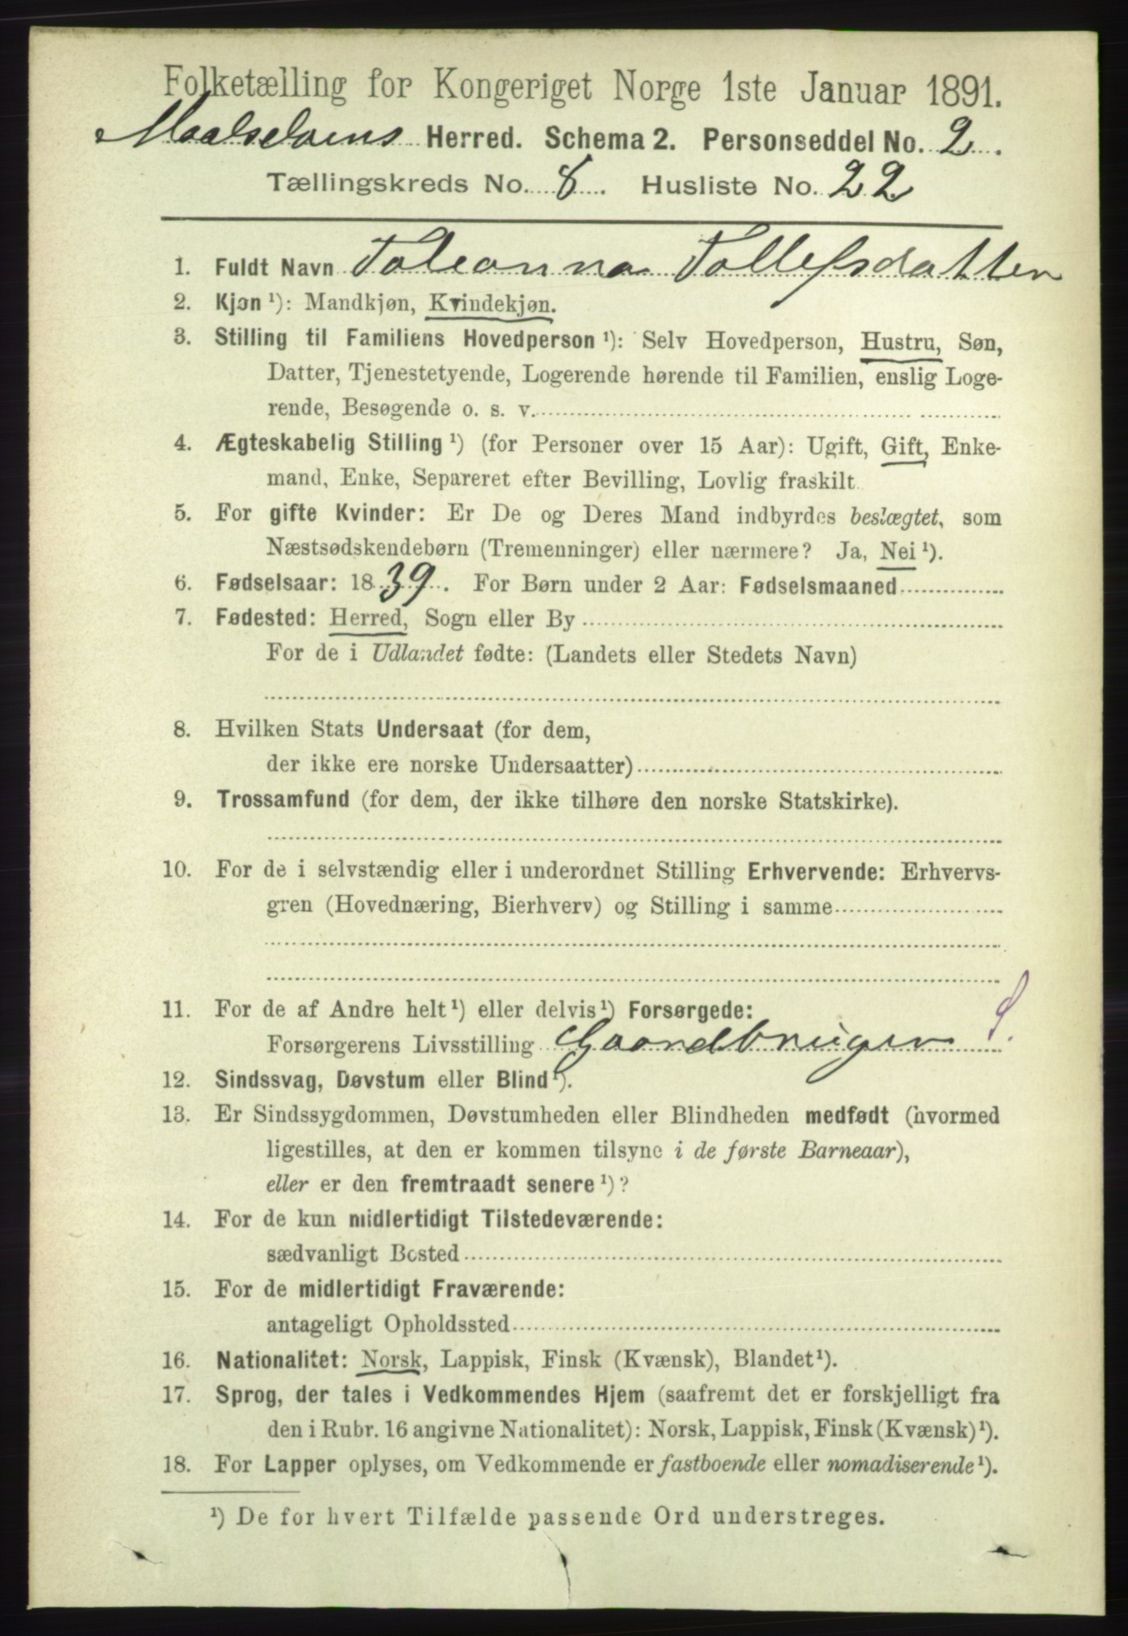 Folketælling for Kongeriget Norge 1ste Januar 1891.
Maalselvens Herred. Schema 2. Personseddel No. 2.
Tællingskreds No. 8. Husliste No. 22
1. Fuldt Navn Toleanna Tollefsdatter
2. Kjøn ¹): Mandkjøn, Kvindekjøn.
3. Stilling til Familiens Hovedperson ¹): Selv Hovedperson, Hustru, Søn,
Datter, Tjenestetyende, Logerende hørende til Familien, enslig Loge-
rende, Besøgende o. s. v.
4. Ægteskabelig Stilling ¹) (for Personer over 15 Aar): Ugift, Gift, Enke-
mand, Enke, Separeret efter Bevilling, Lovlig fraskilt
5. For gifte Kvinder: Er De og Deres Mand indbyrdes beslægtet, som
Næstsødskendebørn (Tremenninger) eller nærmere? Ja, Nei ¹).
6. Fødselsaar: 1839. For Børn under 2 Aar: Fødselsmaaned
7. Fødested: Herred, Sogn eller By
For de i Udlandet fødte: (Landets eller Stedets Navn)
8. Hvilken Stats Undersaat (for dem,
der ikke ere norske Undersaatter)
9. Trossamfund (for dem, der ikke tilhøre den norske Statskirke).
10. For de i selvstændig eller i underordnet Stilling Erhvervende: Erhvervs-
gren (Hovednæring, Bierhverv) og Stilling i samme
11. For de af Andre helt ¹) eller delvis ¹) Forsørgede:
Forsørgerens Livsstilling Gaardbruger
12. Sindssvag, Døvstum eller Blind ¹).
13. Er Sindssygdommen, Døvstumheden eller Blindheden medfødt (hvormed
ligestilles, at den er kommen tilsyne i de første Barneaar),
eller er den fremtraadt senere ¹)?
14. For de kun midlertidigt Tilstedeværende:
sædvanligt Bosted
15. For de midlertidigt Fraværende:
antageligt Opholdssted
16. Nationalitet: Norsk, Lappisk, Finsk (Kvænsk), Blandet ¹).
17. Sprog, der tales i Vedkommendes Hjem (saafremt det er forskjelligt fra
den i Rubr. 16 angivne Nationalitet): Norsk, Lappisk, Finsk (Kvænsk) ¹).
18. For Lapper oplyses, om Vedkommende er fastboende eller nomadiserende ¹).
¹) De for hvert Tilfælde passende Ord understreges.